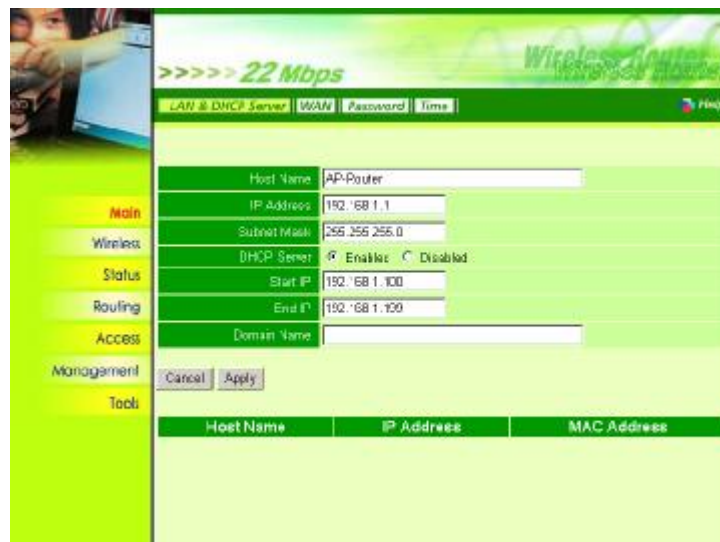 >>>>> 22 Mbps
Wireless Router
LAN & DHCP Server WAN Password Time Help
Host Name AP-Router
IP Address 192.168.1.1
Subnet Mask 255.255.255.0
DHCP Server Enabled Disabled
Start IP 192.168.1.100
End IP 192.168.1.199
Domain Name
Cancel Apply
Host Name IP Address MAC Address
Main
Wireless
Status
Routing
Access
Management
Tools